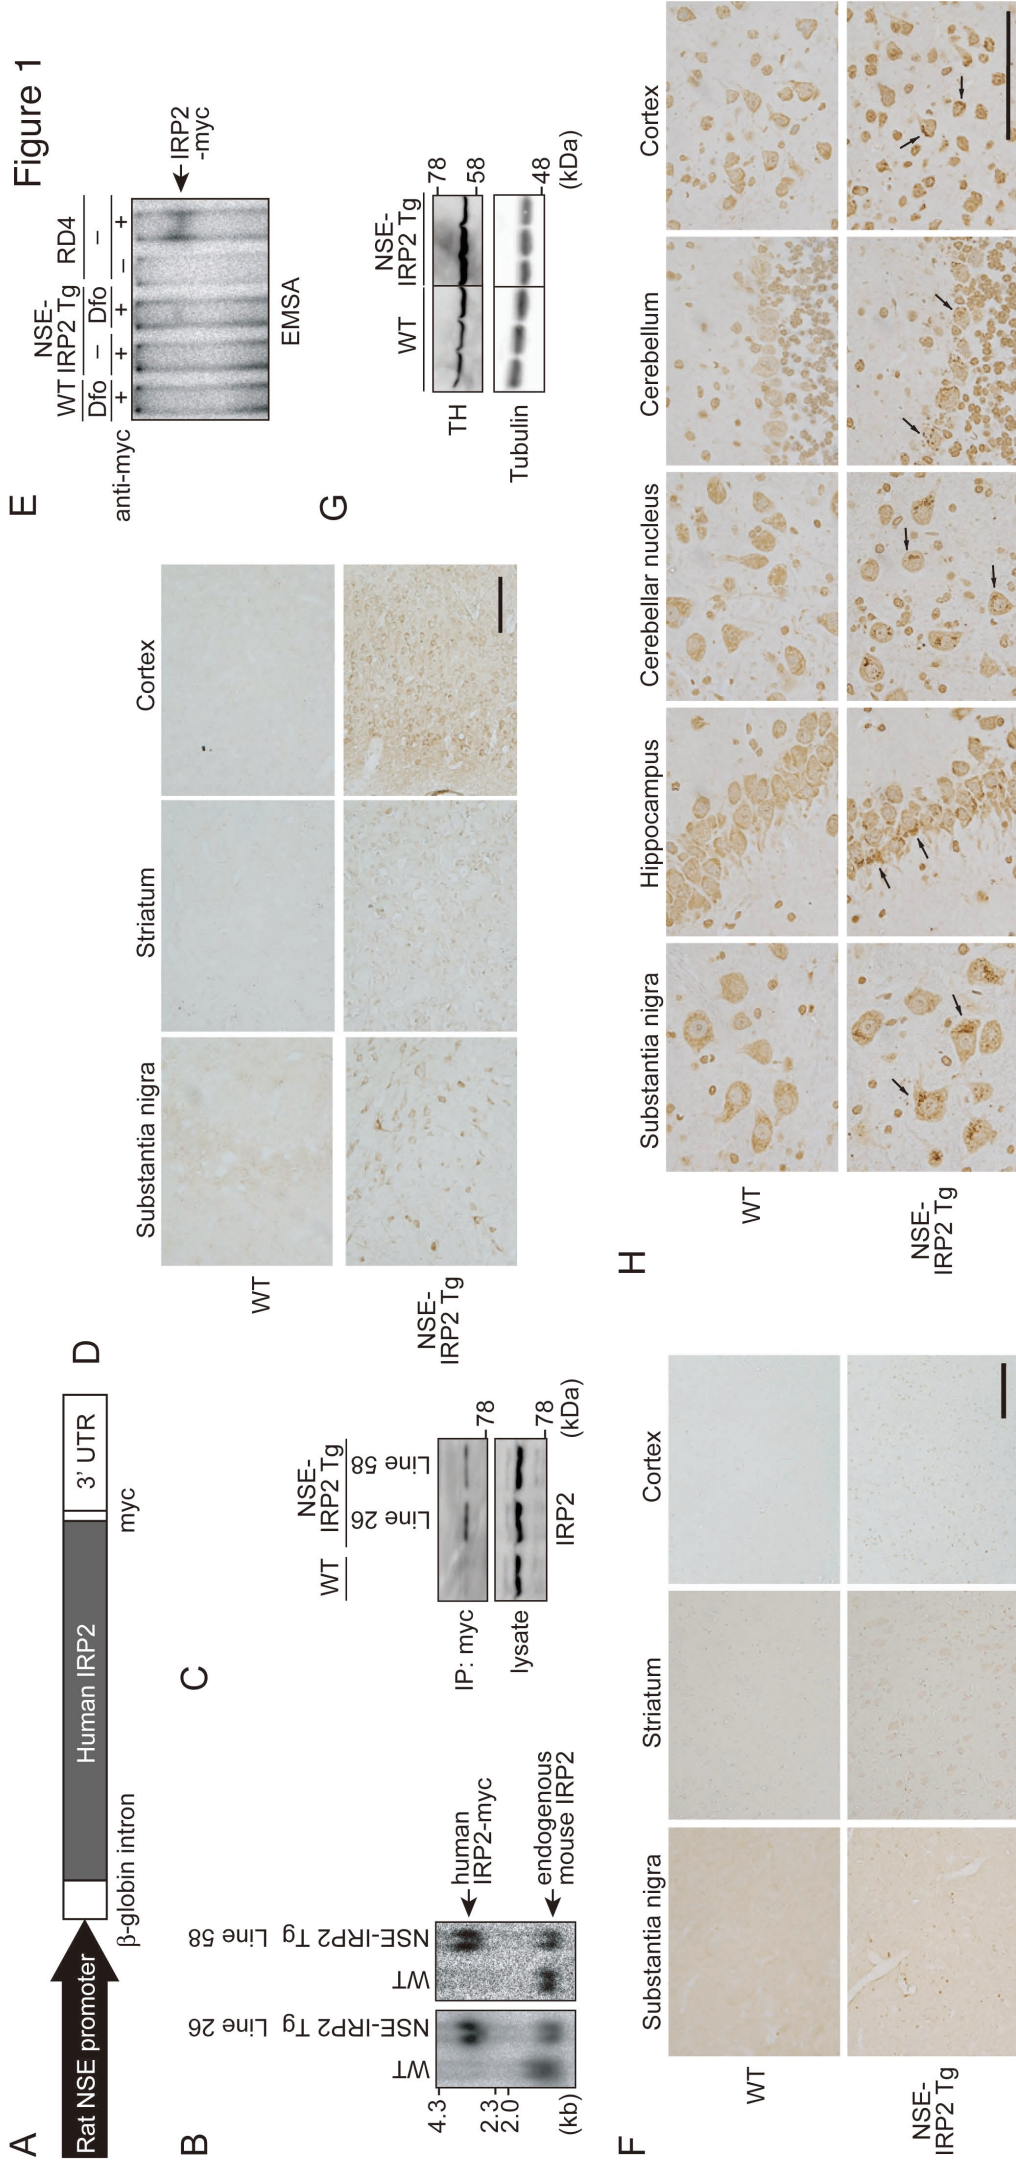 Figure 1
A
Rat NSE promoter
Human IRP2
3' UTR
β-globin intron
myc
B
WT
NSE-IRP2 Tg Line 26
WT
NSE-IRP2 Tg Line 58
4.3
2.3
2.0
(kb)
human
IRP2-myc
endogenous
mouse IRP2
C
WT
NSE-
IRP2 Tg
Line 26
Line 58
IP: myc
78
lysate
78
(kDa)
IRP2
D
Substantia nigra
Striatum
Cortex
WT
NSE-
IRP2 Tg
E
NSE-
WT IRP2 Tg RD4
Dfo – Dfo –
anti-myc + + + – +
IRP2
-myc
EMSA
F
Substantia nigra
Striatum
Cortex
WT
NSE-
IRP2 Tg
G
WT
NSE-
IRP2 Tg
TH
78
58
Tubulin
48
(kDa)
H
Substantia nigra
Hippocampus
Cerebellar nucleus
Cerebellum
Cortex
WT
NSE-
IRP2 Tg